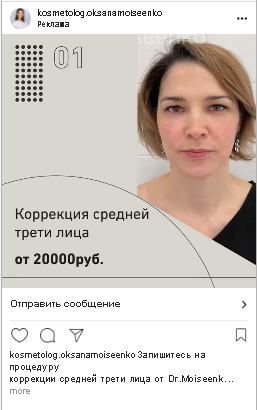 kosmetolog.oksanamoiseenko
Реклама
01
Коррекция средней
трети лица
от 20000руб.
Отправить сообщение
kosmetolog.oksanamoiseenko Запишитесь на
процедуру
коррекции средней трети лица от Dr.Moiseenk...
more